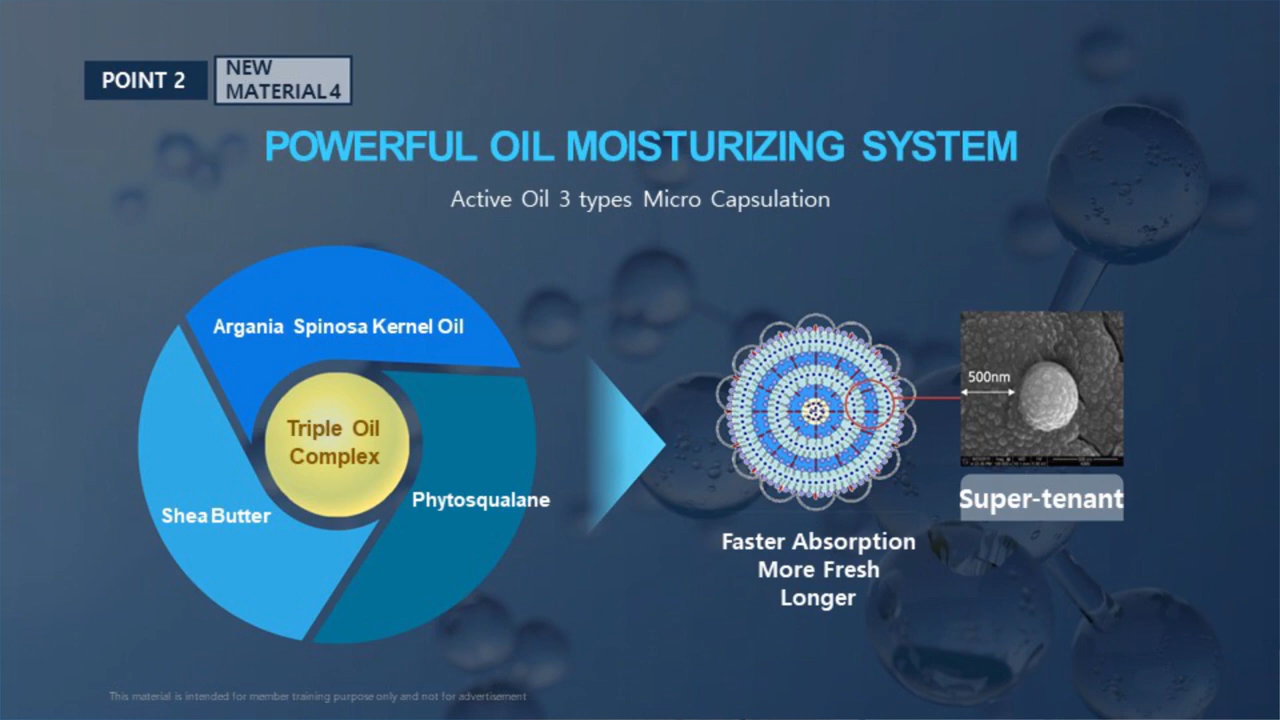 POINT 2
NEW
MATERIAL 4
POWERFUL OIL MOISTURIZING SYSTEM
Active Oil 3 types Micro Capsulation
Argania Spinosa Kernel Oil
Triple Oil
Complex
Shea Butter
Phytosqualane
500nm
Super-tenant
Faster Absorption
More Fresh
Longer
This material is intended for member training purpose only and not for advertisement